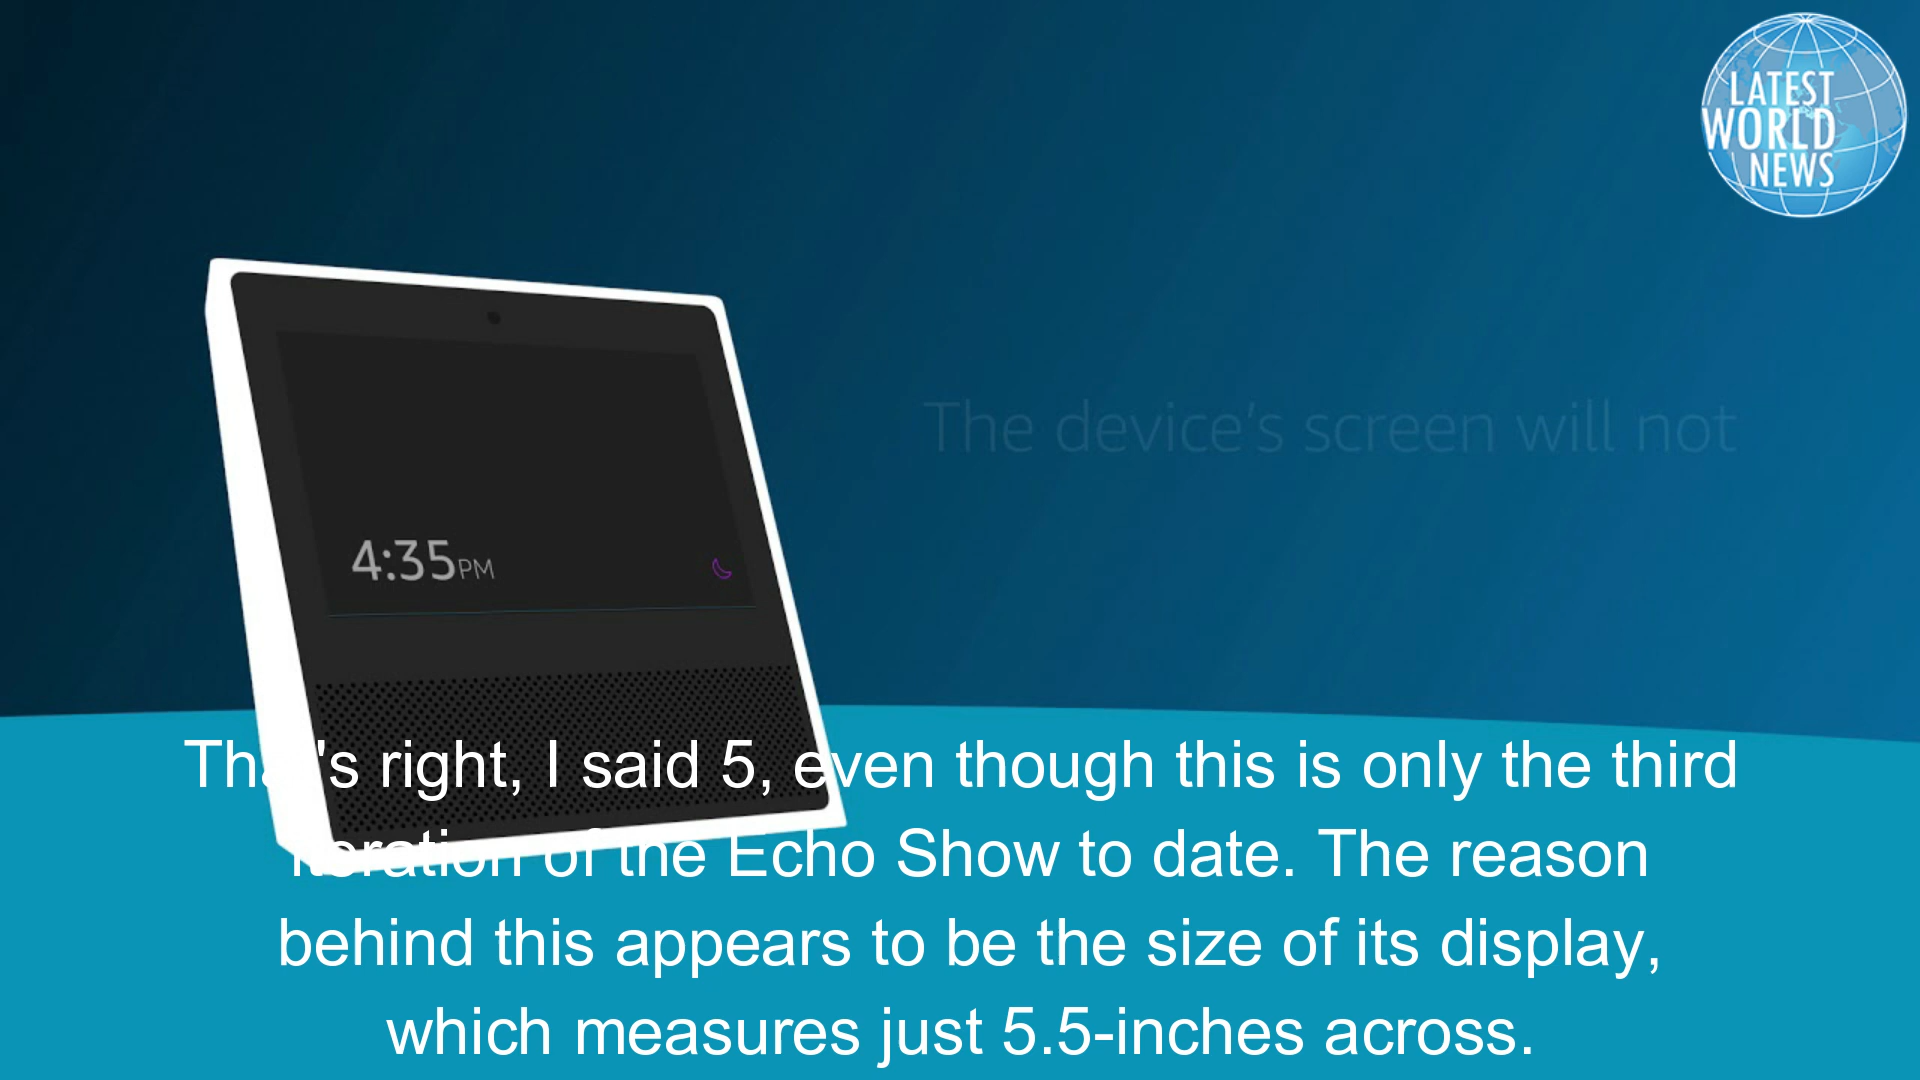 LATEST
WORLD
NEWS
The device's screen will not
4:35PM
That's right, I said 5, even though this is only the third
iteration of the Echo Show to date. The reason
behind this appears to be the size of its display,
which measures just 5.5-inches across.